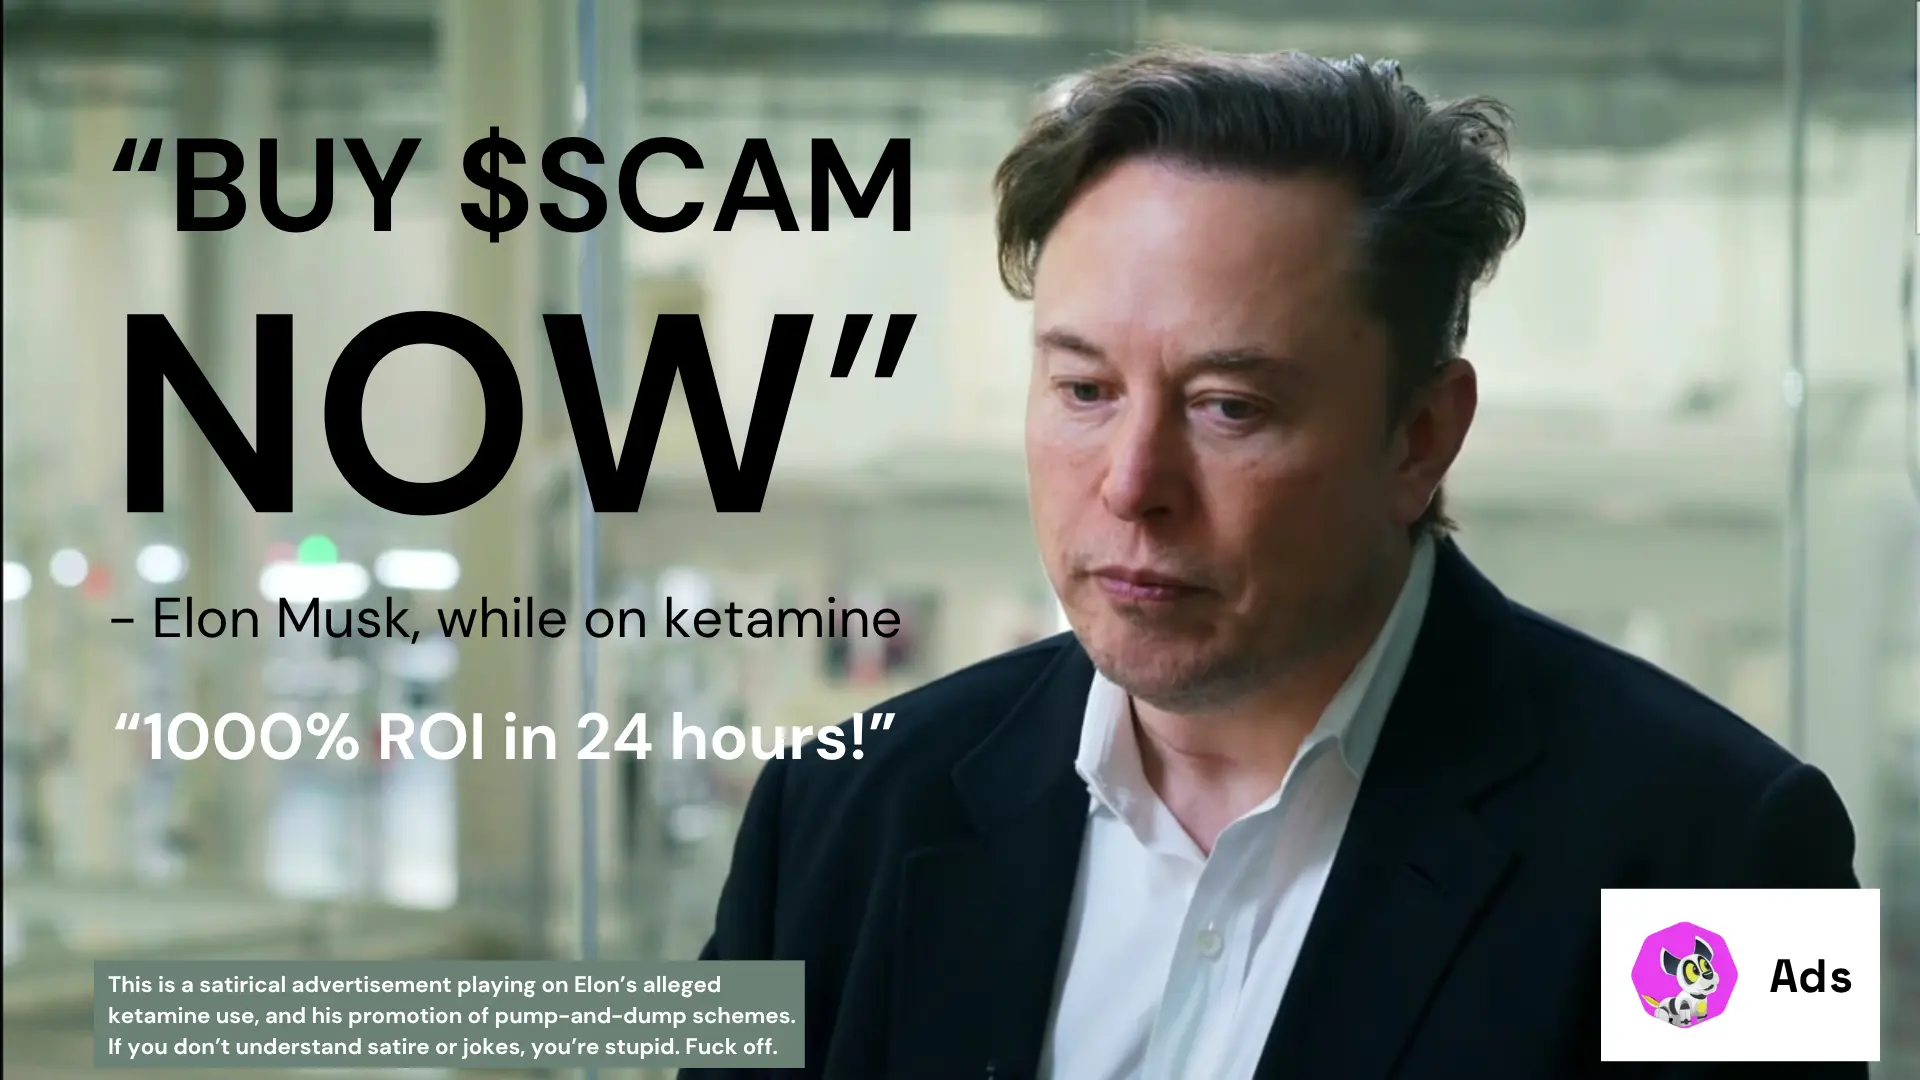 “BUY $SCAM
NOW”
- Elon Musk, while on ketamine
“1000% ROI in 24 hours!”
This is a satirical advertisement playing on Elon’s alleged
ketamine use, and his promotion of pump-and-dump schemes.
If you don’t understand satire or jokes, you’re stupid. Fuck off.
Ads